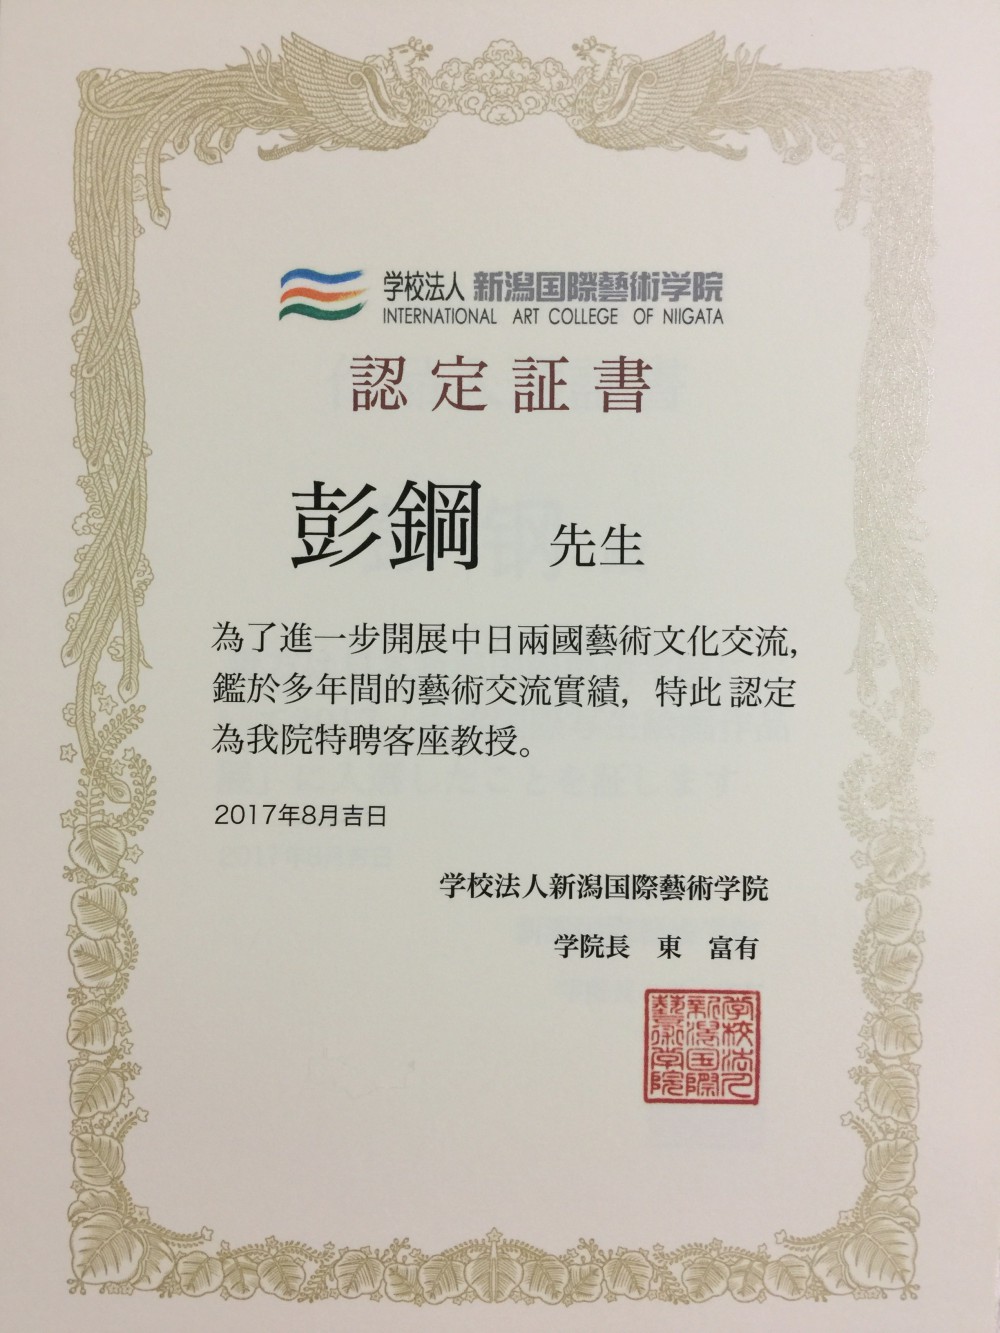 学校法人 新潟国際藝術学院
INTERNATIONAL ART COLLEGE OF NIIGATA
認定証書
彭鋼 先生
為了進一步開展中日兩國藝術文化交流,
鑑於多年間的藝術交流實績, 特此認定
為我院特聘客座教授。
2017年8月吉日
学校法人新潟国際藝術学院
学院長 東 富有
学校法人
新潟国際
藝術学院